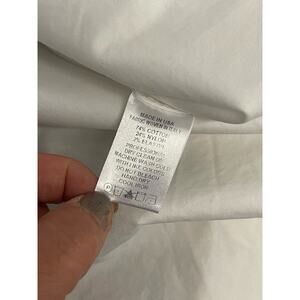 MADE IN USA
FABRIC WOVEN IN ITALY
74% COTTON
24% NYLON
2% ELASTANE
PROFESSIONAL
DRY CLEAN OR
MACHINE WASH COLD
WITH LIKE COLORS
DO NOT BLEACH
HANG DRY
COOL IRON
P